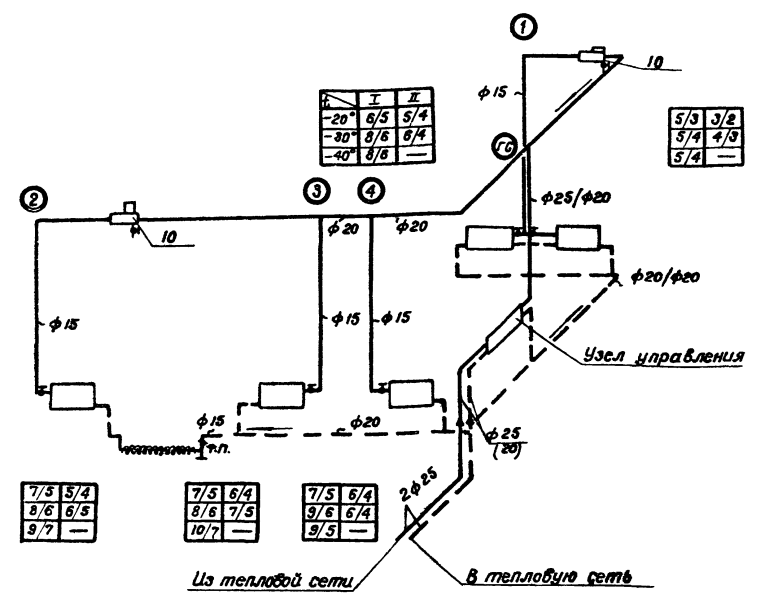 1
10
ф15
t I II
-20° 6/5 5/4
-30° 8/6 6/4
-40° 8/6 —
5/3 3/2
5/4 4/3
5/4 —
ГС
2
3
4
ф25/ф20
ф20
ф20
10
ф20/ф20
ф15
ф15
ф15
Узел управления
ф15
ф20
т.п.
ф25
(20)
2ф25
7/5 5/4
8/6 6/5
9/7 —
7/5 6/4
8/6 7/5
10/7 —
7/5 6/4
9/6 6/4
9/5 —
Из тепловой сети
В тепловую сеть